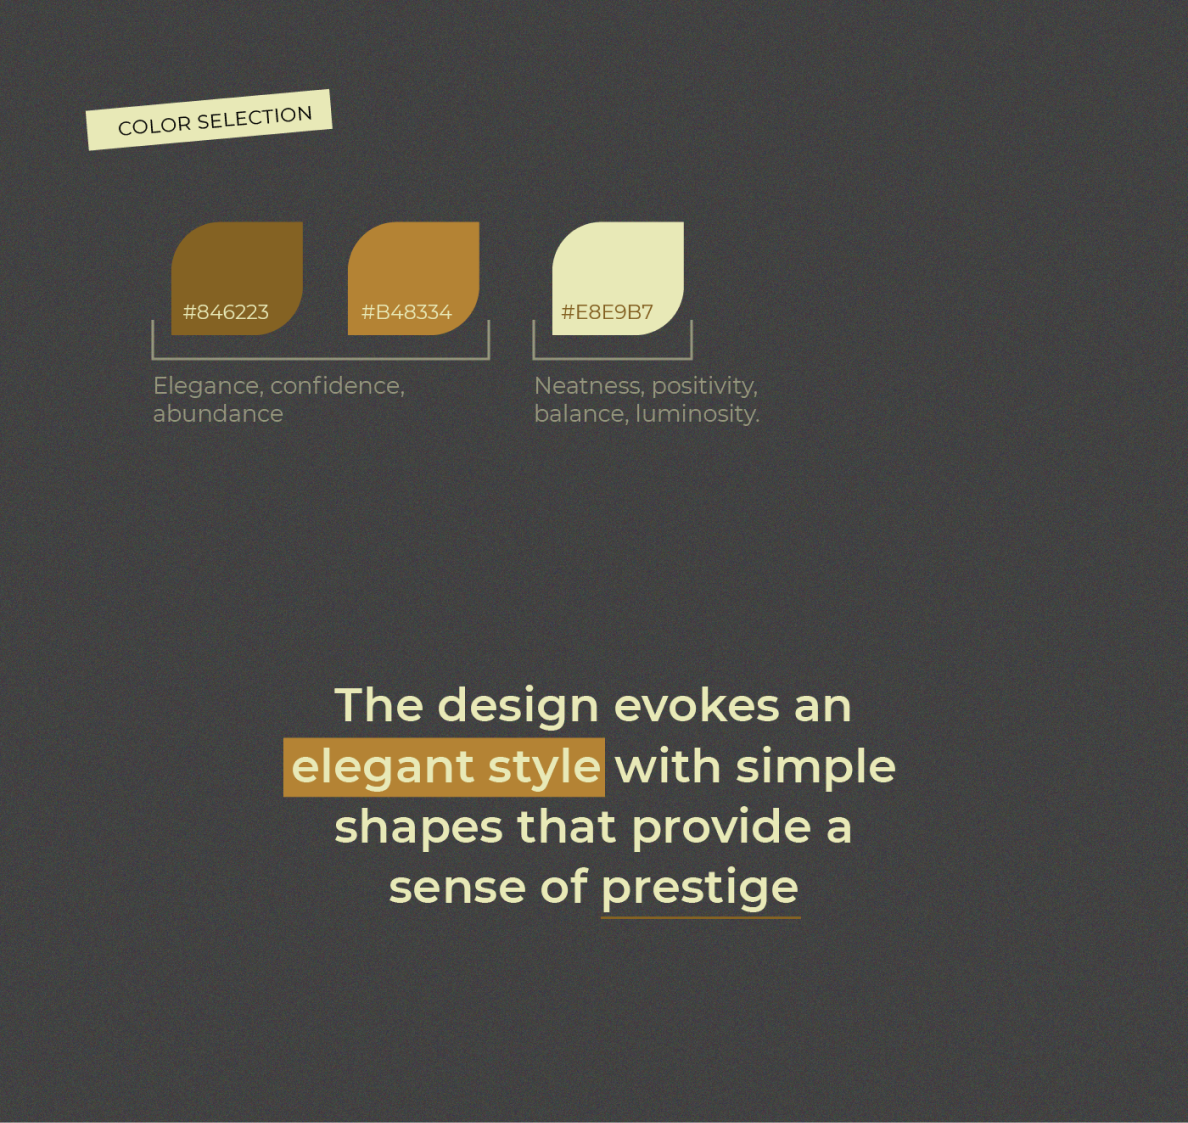 COLOR SELECTION
#846223
#B48334
#E8E9B7
Elegance, confidence,
abundance
Neatness, positivity,
balance, luminosity.
The design evokes an
elegant style with simple
shapes that provide a
sense of prestige